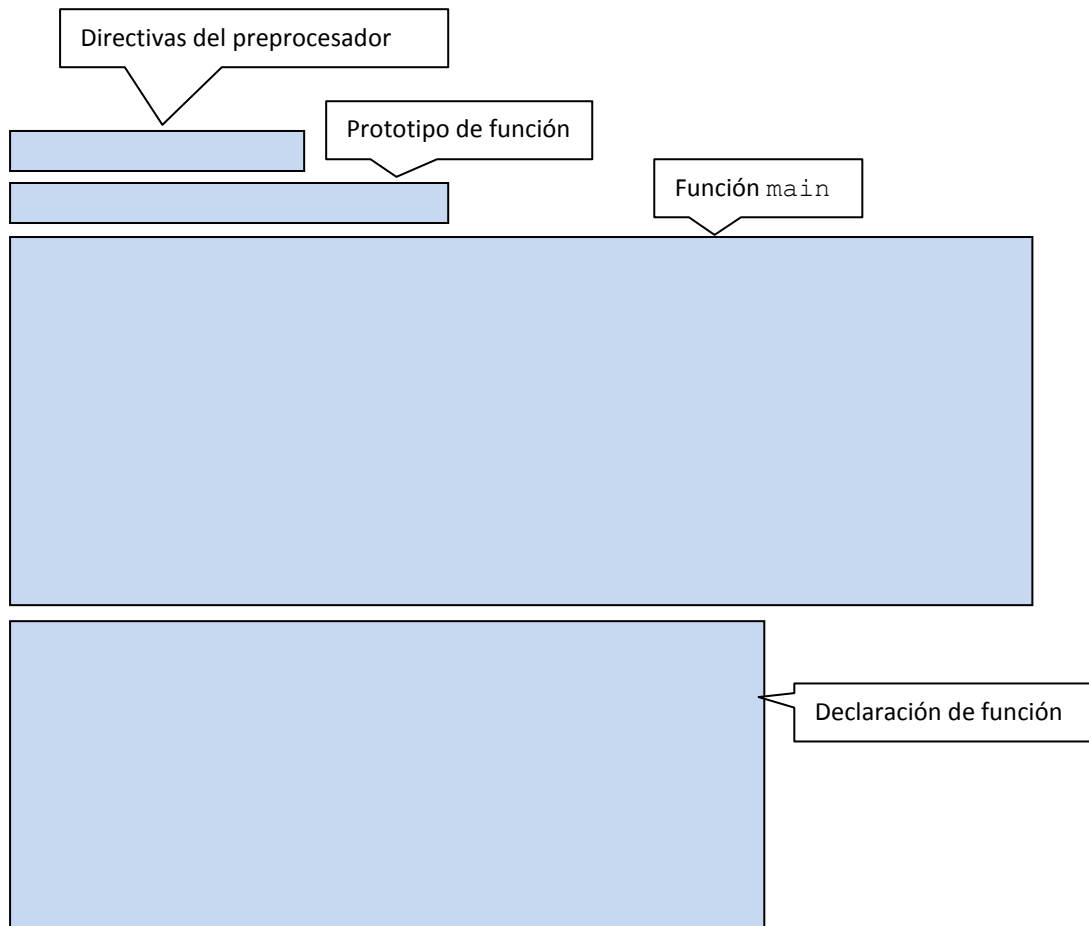 Directivas del preprocesador
Prototipo de función
Función main
Declaración de función